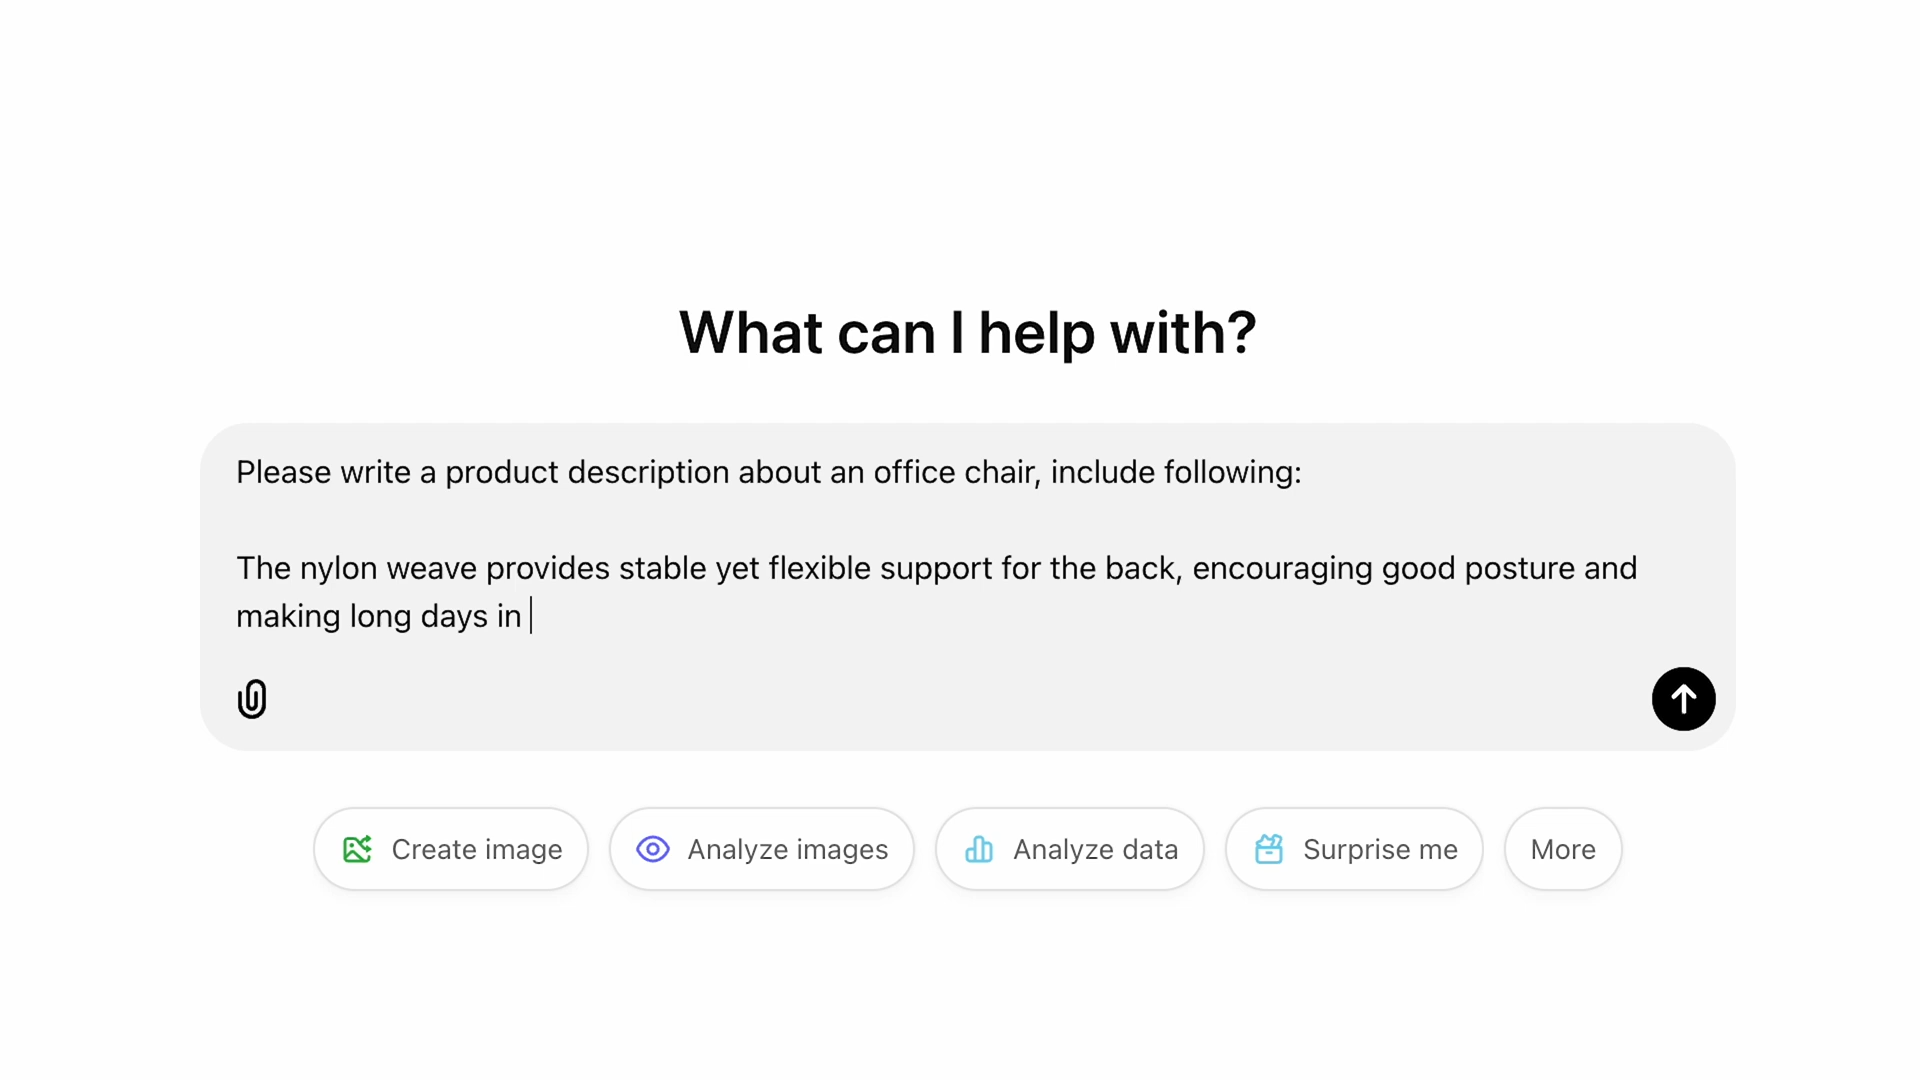 What can I help with?
Please write a product description about an office chair, include following:
The nylon weave provides stable yet flexible support for the back, encouraging good posture and
making long days in
Create image
Analyze images
Analyze data
Surprise me
More